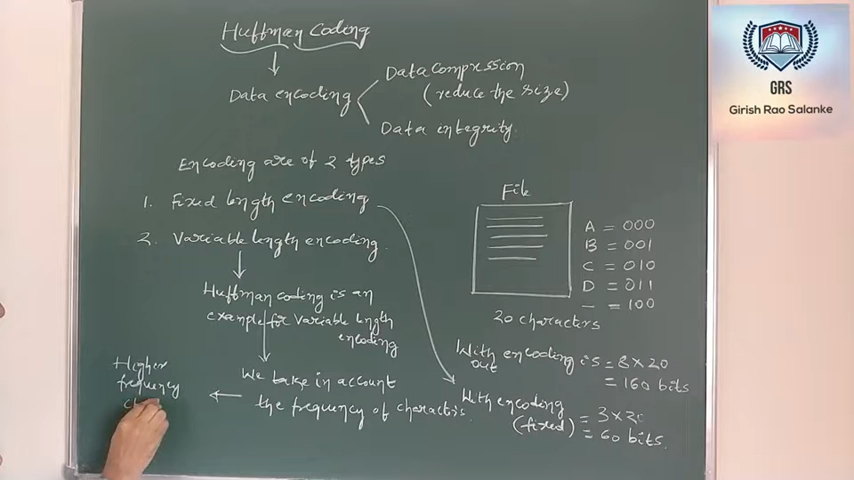 Huffman Coding
Data encoding
Data Compression
(reduce the size)
Data integrity.
Encoding are of 2 types
1. Fixed length encoding
2. Variable length encoding.
Huffman coding is an
example for variable length
encoding
We take in account
the frequency of characters.
Higher
frequency
File
A = 000
B = 001
C = 010
D = 011
– = 100
20 characters
With out encoding is = 8 × 20
= 160 bits
With encoding
(fixed) = 3 × 20
= 60 bits.
GRS
Girish Rao Salanke